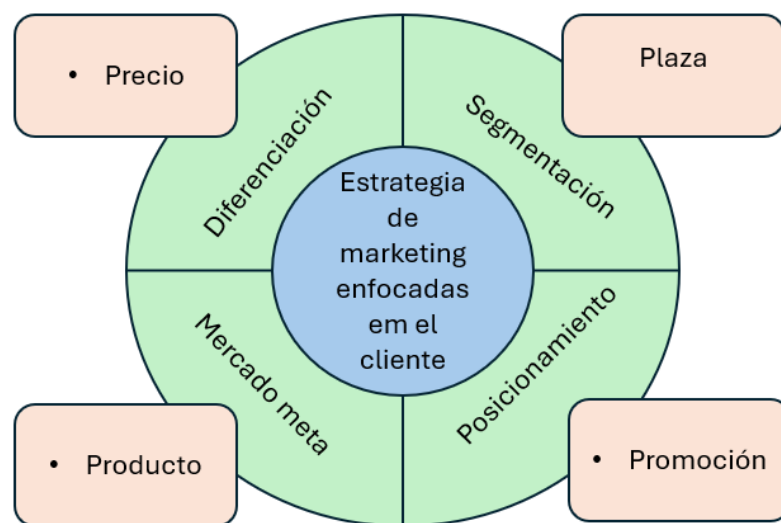 • Precio
Plaza
Diferenciación
Segmentación
Estrategia
de
marketing
enfocadas
em el
cliente
Mercado meta
Posicionamiento
• Producto
• Promoción